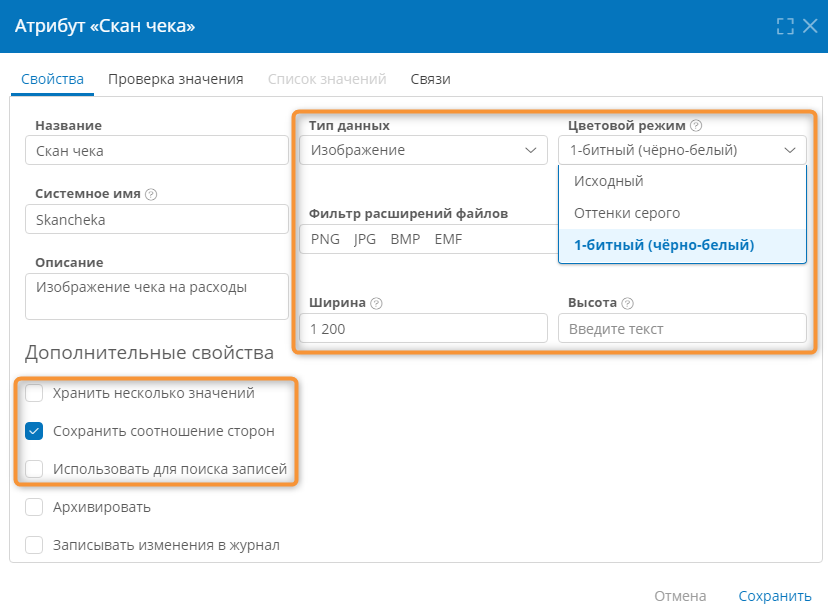 Атрибут «Скан чека»
Свойства Проверка значения Список значений Связи
Название
Скан чека
Системное имя
Skancheka
Описание
Изображение чека на расходы
Тип данных
Изображение
Цветовой режим
1-битный (чёрно-белый)
Исходный
Оттенки серого
1-битный (чёрно-белый)
Фильтр расширений файлов
PNG JPG BMP EMF
Ширина
1 200
Высота
Введите текст
Дополнительные свойства
Хранить несколько значений
Сохранить соотношение сторон
Использовать для поиска записей
Архивировать
Записывать изменения в журнал
Отмена Сохранить